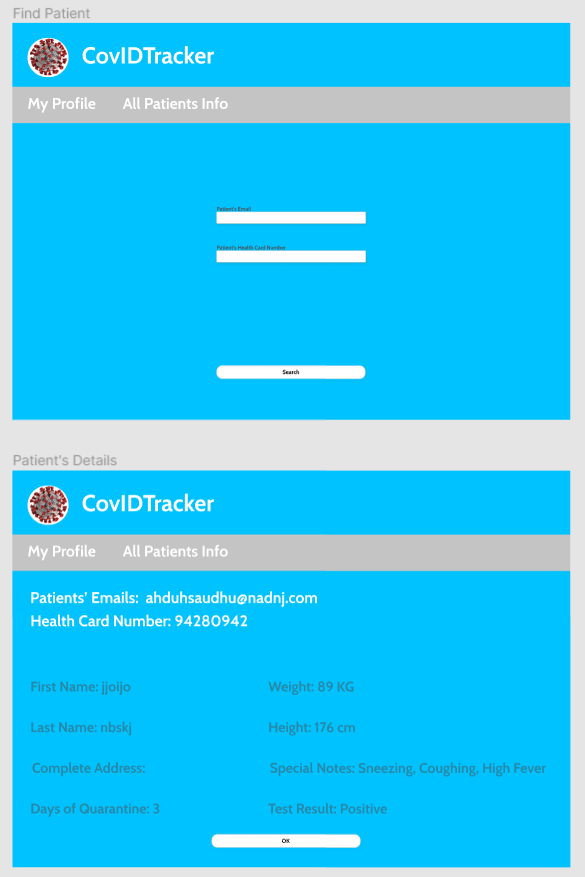 Find Patient
CovIDTracker
My Profile All Patients Info
Patient's Email
Patient's Health Card Number
Search
Patient's Details
CovIDTracker
My Profile All Patients Info
Patients’ Emails: ahduhsaudhu@nadnj.com
Health Card Number: 94280942
First Name: jjoijo Weight: 89 KG
Last Name: nbskj Height: 176 cm
Complete Address: Special Notes: Sneezing, Coughing, High Fever
Days of Quarantine: 3 Test Result: Positive
OK